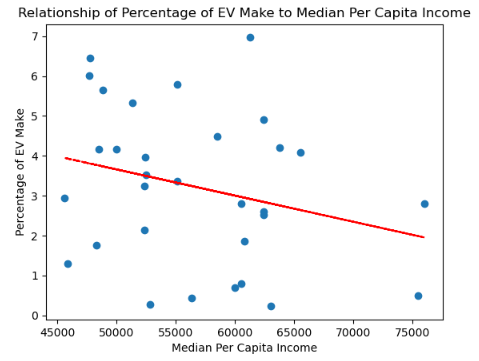 Relationship of Percentage of EV Make to Median Per Capita Income
Percentage of EV Make
7
6
5
4
3
2
1
0
45000 50000 55000 60000 65000 70000 75000
Median Per Capita Income